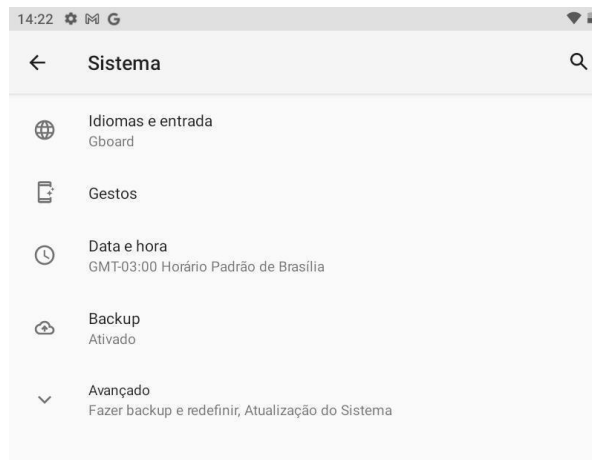 14:22
Sistema
Idiomas e entrada
Gboard
Gestos
Data e hora
GMT-03:00 Horário Padrão de Brasília
Backup
Ativado
Avançado
Fazer backup e redefinir, Atualização do Sistema